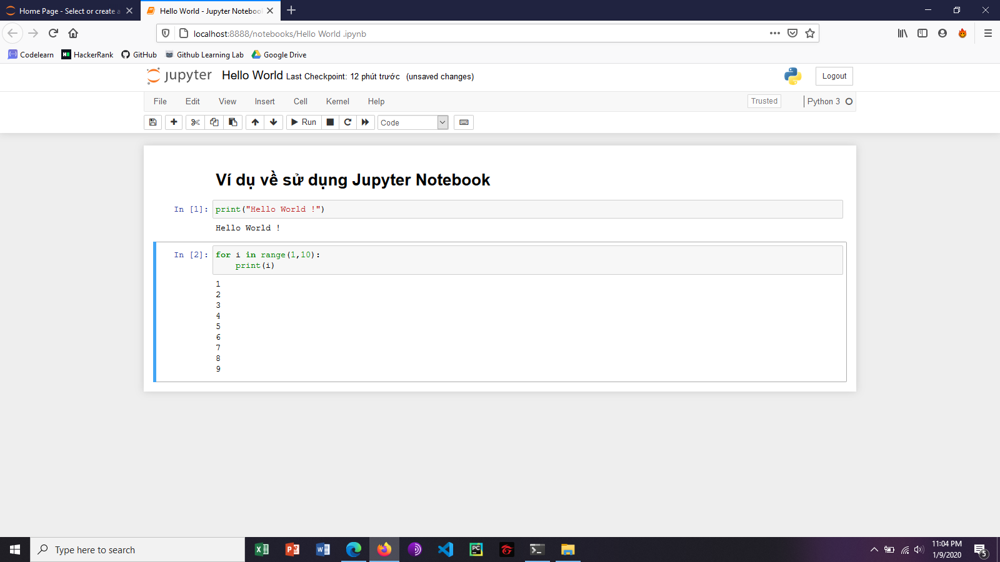 Home Page - Select or create a
Hello World - Jupyter Noteboo
localhost:8888/notebooks/Hello World .ipynb
Codelearn
HackerRank
GitHub
Github Learning Lab
Google Drive
jupyter
Hello World Last Checkpoint: 12 phút trước (unsaved changes)
Logout
File Edit View Insert Cell Kernel Help
Trusted
Python 3
Run
Code
Ví dụ về sử dụng Jupyter Notebook
In [1]: print("Hello World !")
Hello World !
In [2]: for i in range(1,10):
print(i)
1
2
3
4
5
6
7
8
9
Type here to search
11:04 PM
1/9/2020
5